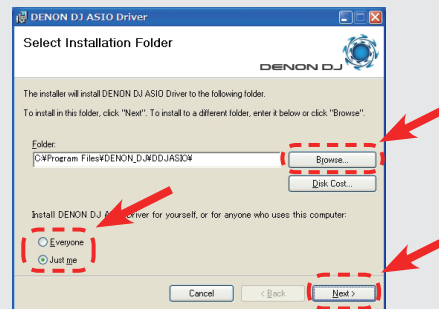 DENON DJ ASIO Driver
Select Installation Folder
DENON DJ
The installer will install DENON DJ ASIO Driver to the following folder.
To install in this folder, click "Next". To install to a different folder, enter it below or click "Browse".
Folder:
C:¥Program Files¥DENON_DJ¥DDJASIO¥
Browse...
Disk Cost...
Install DENON DJ A Driver for yourself, or for anyone who uses this computer:
Everyone
Just me
Cancel
< Back
Next >